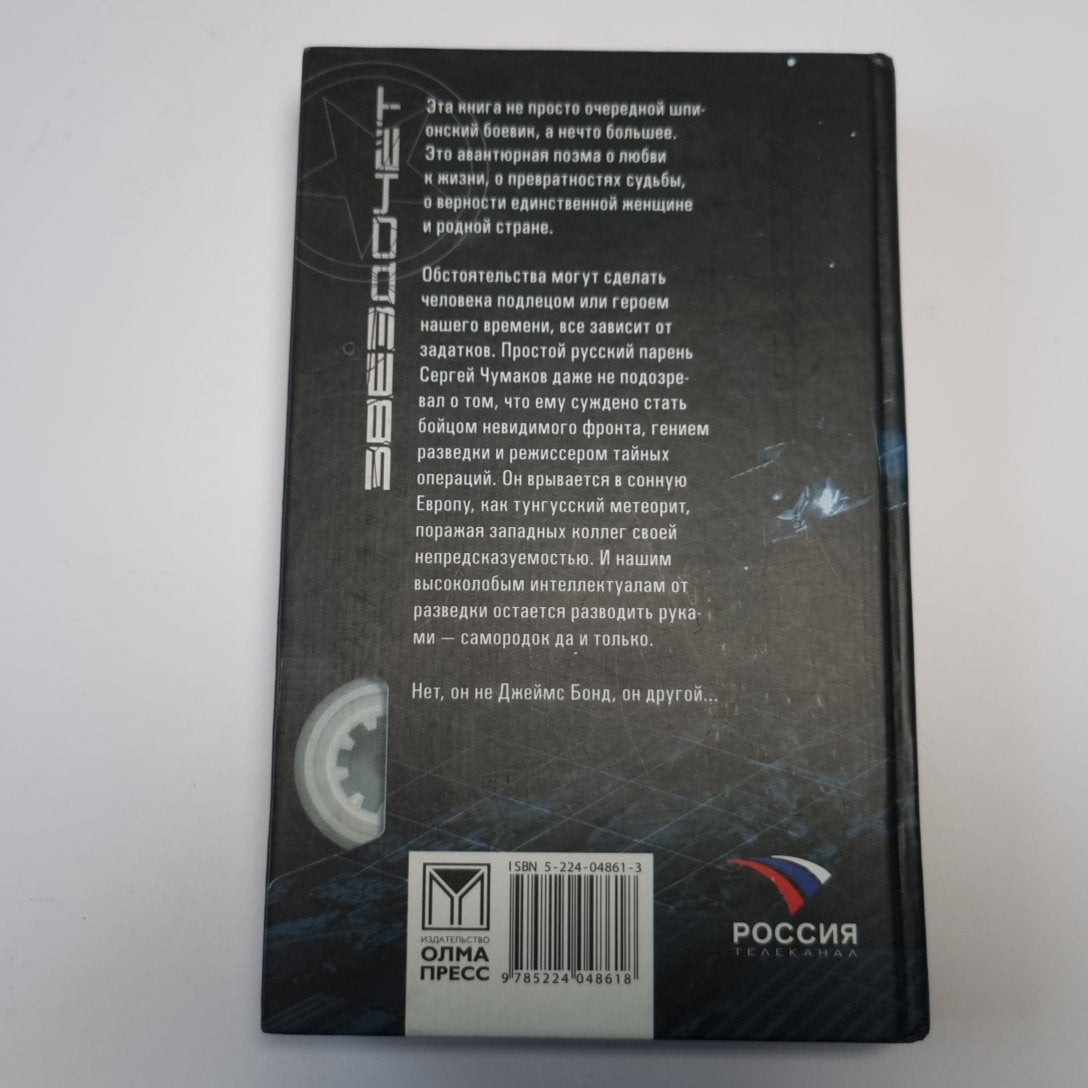 ЗВЕЗДОЧЁТ
Эта книга не просто очередной шпи-
онский боевик, а нечто большее.
Это авантюрная поэма о любви
к жизни, о превратностях судьбы,
о верности единственной женщине
и родной стране.
Обстоятельства могут сделать
человека подлецом или героем
нашего времени, все зависит от
задатков. Простой русский парень
Сергей Чумаков даже не подозре-
вал о том, что ему суждено стать
бойцом невидимого фронта, гением
разведки и режиссером тайных
операций. Он врывается в сонную
Европу, как тунгусский метеорит,
поражая западных коллег своей
непредсказуемостью. И нашим
высоколобым интеллектуалам от
разведки остается разводить рука-
ми — самородок да и только.
Нет, он не Джеймс Бонд, он другой...
ИЗДАТЕЛЬСТВО
ОЛМА
ПРЕСС
ISBN 5-224-04861-3
9 785224 048618
РОССИЯ
ТЕЛЕКАНАЛ